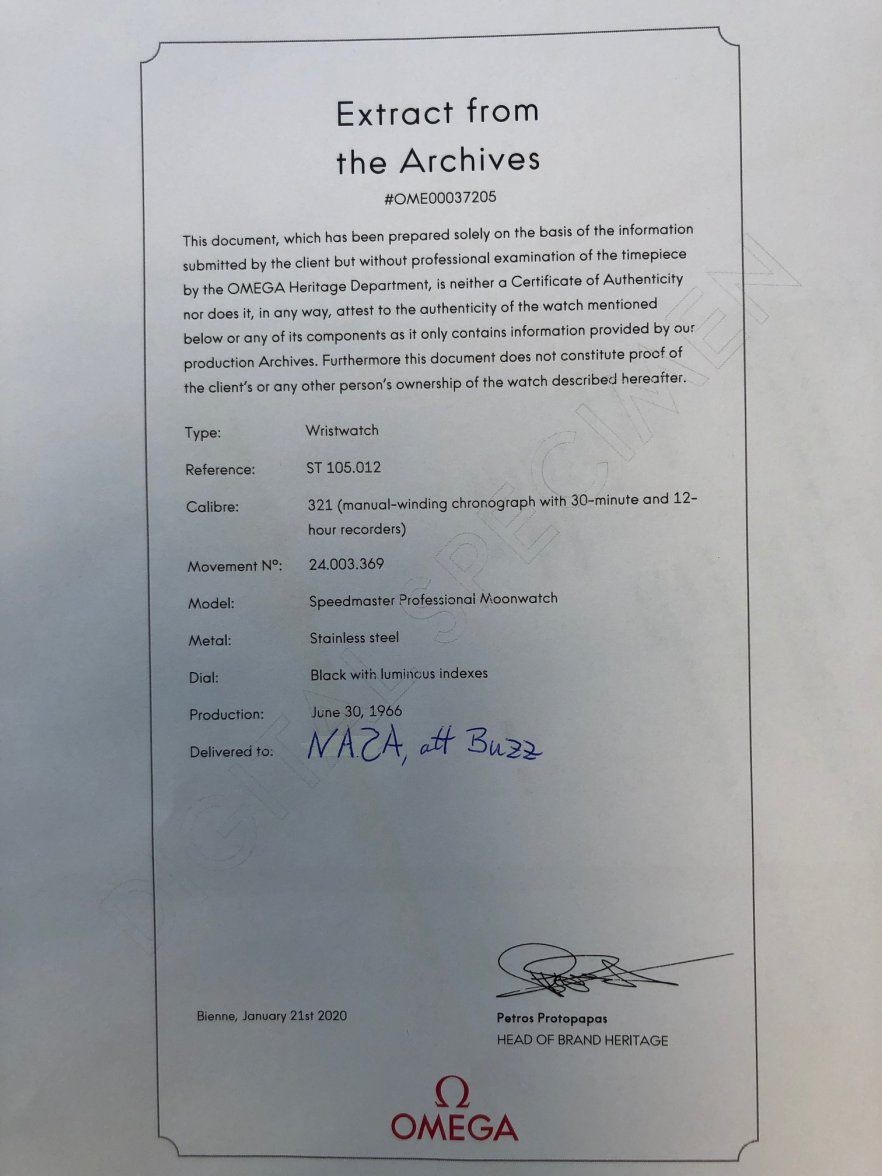 Extract from
the Archives
#OME00037205
This document, which has been prepared solely on the basis of the information
submitted by the client but without professional examination of the timepiece
by the OMEGA Heritage Department, is neither a Certificate of Authenticity
nor does it, in any way, attest to the authenticity of the watch mentioned
below or any of its components as it only contains information provided by our
production Archives. Furthermore this document does not constitute proof of
the client's or any other person's ownership of the watch described hereafter.
Type: Wristwatch
Reference: ST 105.012
Calibre: 321 (manual-winding chronograph with 30-minute and 12-
hour recorders)
Movement Nº: 24.003.369
Model: Speedmaster Professional Moonwatch
Metal: Stainless steel
Dial: Black with luminous indexes
Production: June 30, 1966
Delivered to: NASA, att Buzz
DIGITAL SPECIMEN
Bienne, January 21st 2020
Petros Protopapas
HEAD OF BRAND HERITAGE
Ω
OMEGA